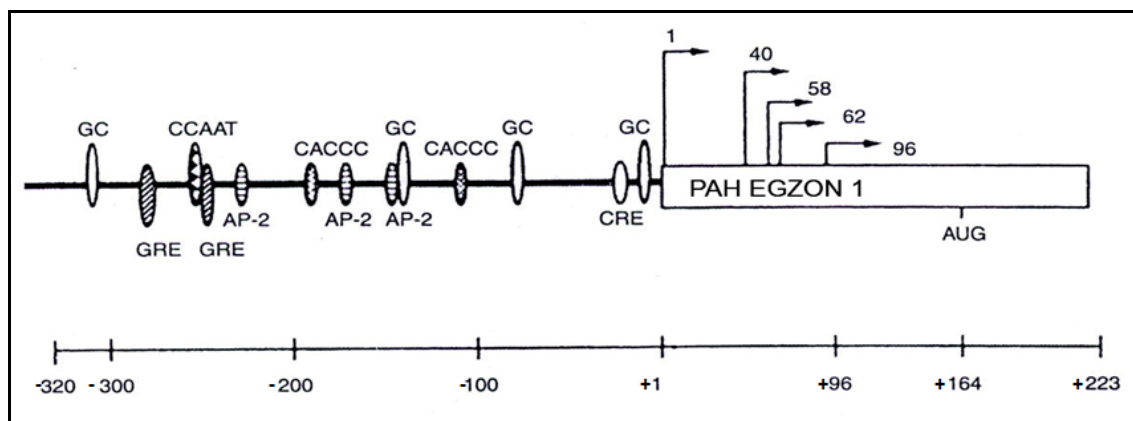 1
40
58
62
96
GC CCAAT CACCC GC CACCC GC GC
PAH EGZON 1
GRE GRE AP-2 AP-2 AP-2 CRE
AUG
-320 -300 -200 -100 +1 +96 +164 +223